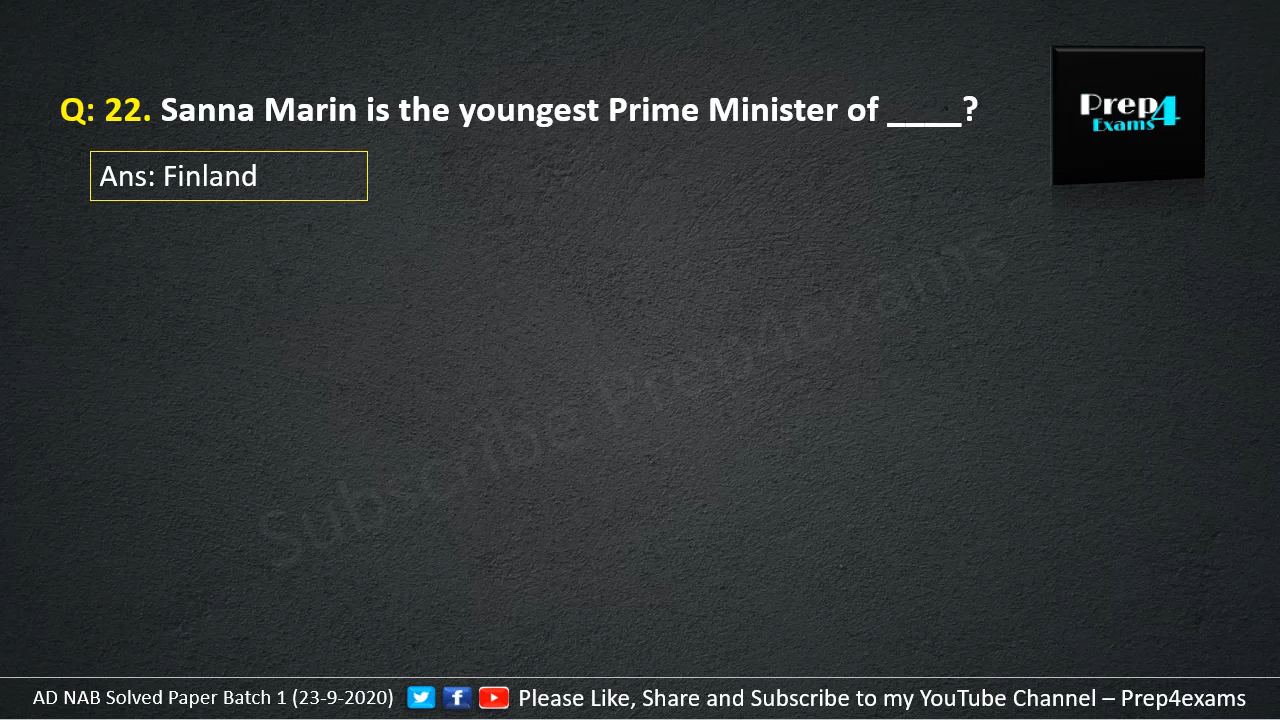 Q: 22. Sanna Marin is the youngest Prime Minister of ____?
Ans: Finland
Prep4
Exams
Subscribe Prep4exams
AD NAB Solved Paper Batch 1 (23-9-2020) Please Like, Share and Subscribe to my YouTube Channel – Prep4exams